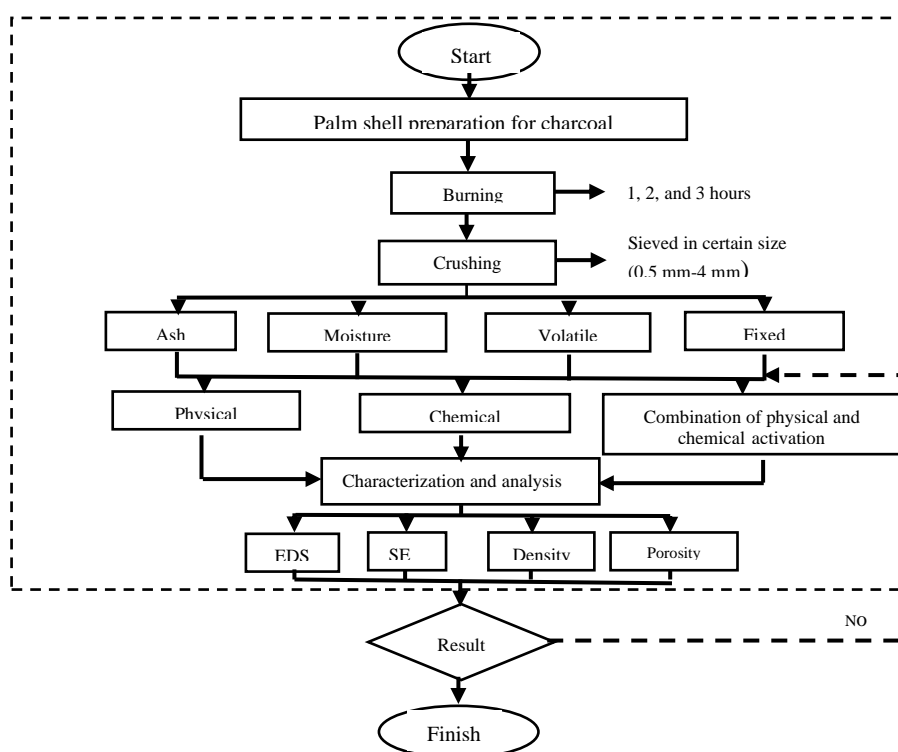 Start
Palm shell preparation for charcoal
Burning
1, 2, and 3 hours
Crushing
Sieved in certain size
(0.5 mm-4 mm)
Ash
Moisture
Volatile
Fixed
Physical
Chemical
Combination of physical and
chemical activation
Characterization and analysis
EDS
SE
Density
Porosity
NO
Result
Finish